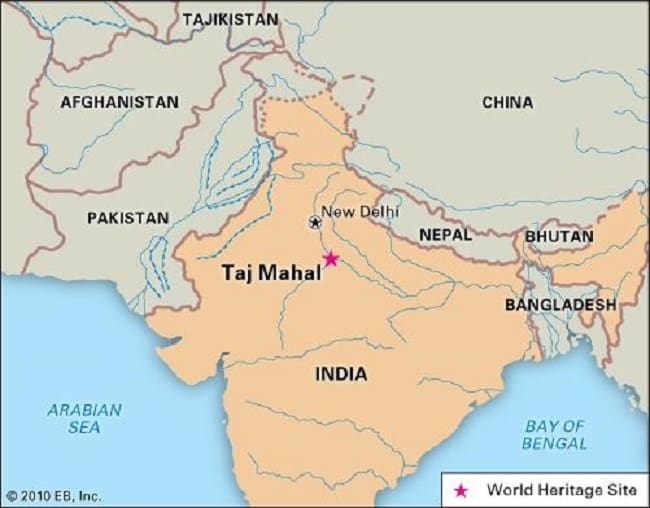 TAJIKISTAN
AFGHANISTAN
CHINA
PAKISTAN
New Delhi
NEPAL
BHUTAN
Taj Mahal
BANGLADESH
INDIA
ARABIAN
SEA
BAY OF
BENGAL
© 2010 EB, Inc.
World Heritage Site